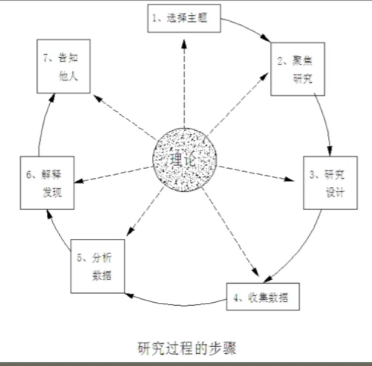 1、选择主题
2、聚焦
研究
3、研究
设计
4、收集数据
5、分析
数据
6、解释
发现
7、告知
他人
理论
研究过程的步骤